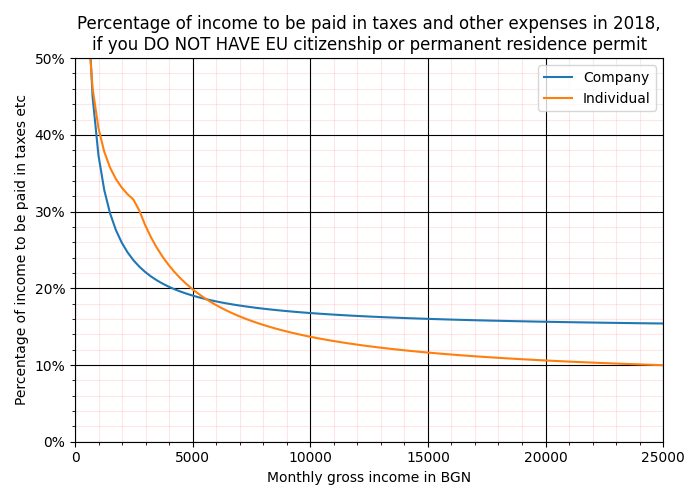 Percentage of income to be paid in taxes and other expenses in 2018,
if you DO NOT HAVE EU citizenship or permanent residence permit
Company
Individual
Percentage of income to be paid in taxes etc
50%
40%
30%
20%
10%
0%
0 5000 10000 15000 20000 25000
Monthly gross income in BGN